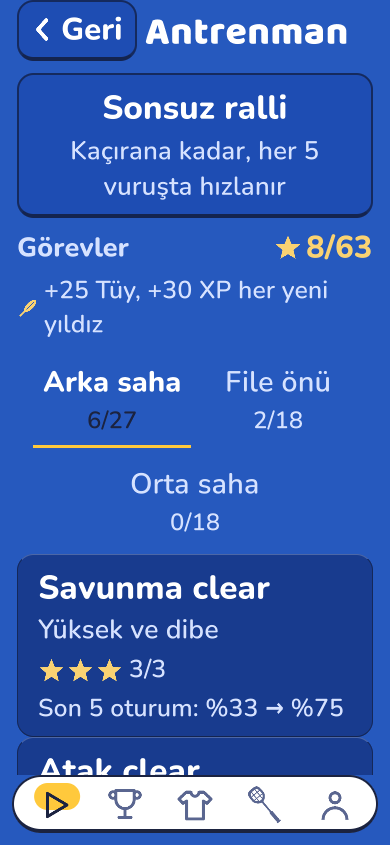 Geri Antrenman
Sonsuz ralli
Kaçırana kadar, her 5
vuruşta hızlanır
Görevler 8/63
+25 Tüy, +30 XP her yeni
yıldız
Arka saha File önü
6/27 2/18
Orta saha
0/18
Savunma clear
Yüksek ve dibe
3/3
Son 5 oturum: %33 → %75
Atak clear